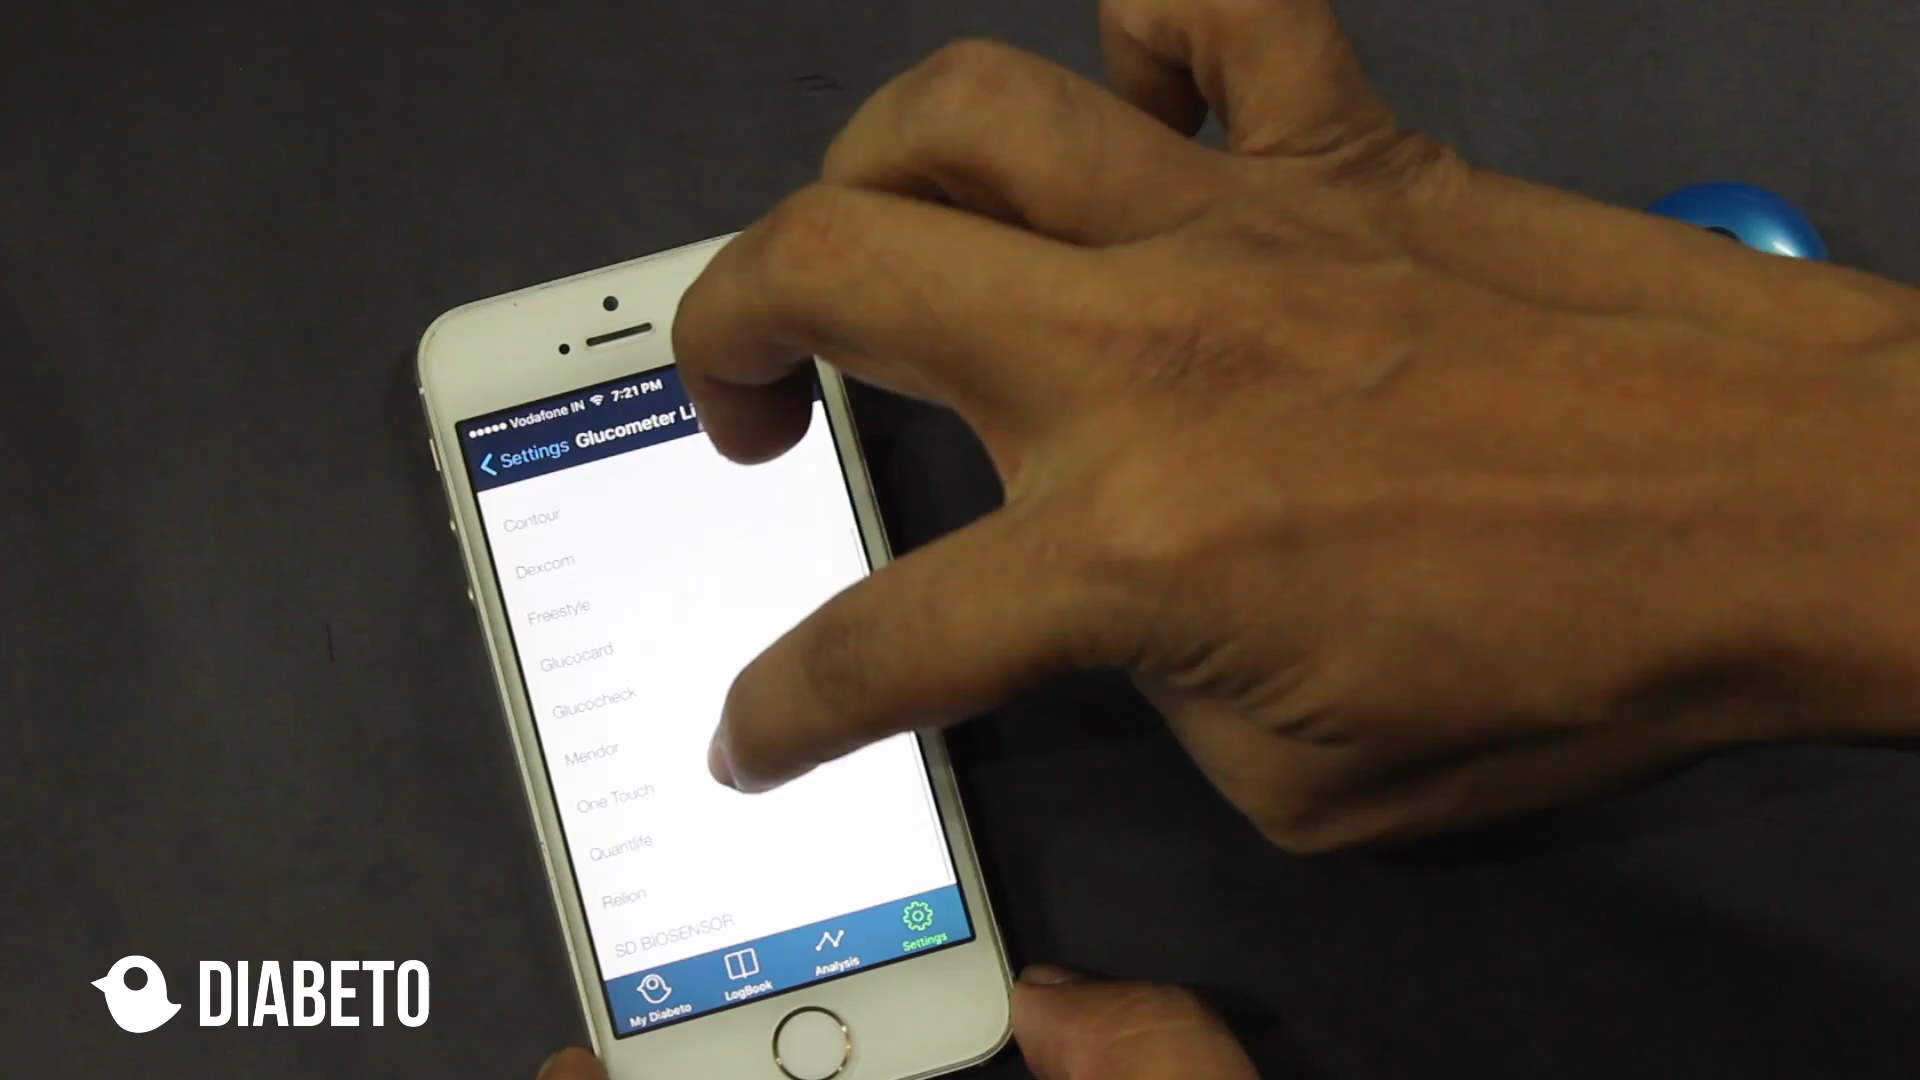 Vodafone IN 7:21 PM
Settings Glucometer Li
Contour
Dexcom
Freestyle
Glucocard
Glucocheck
Mendor
One Touch
Quantlife
Relion
SD BIOSENSOR
My Diabeto LogBook Analysis Settings
DIABETO